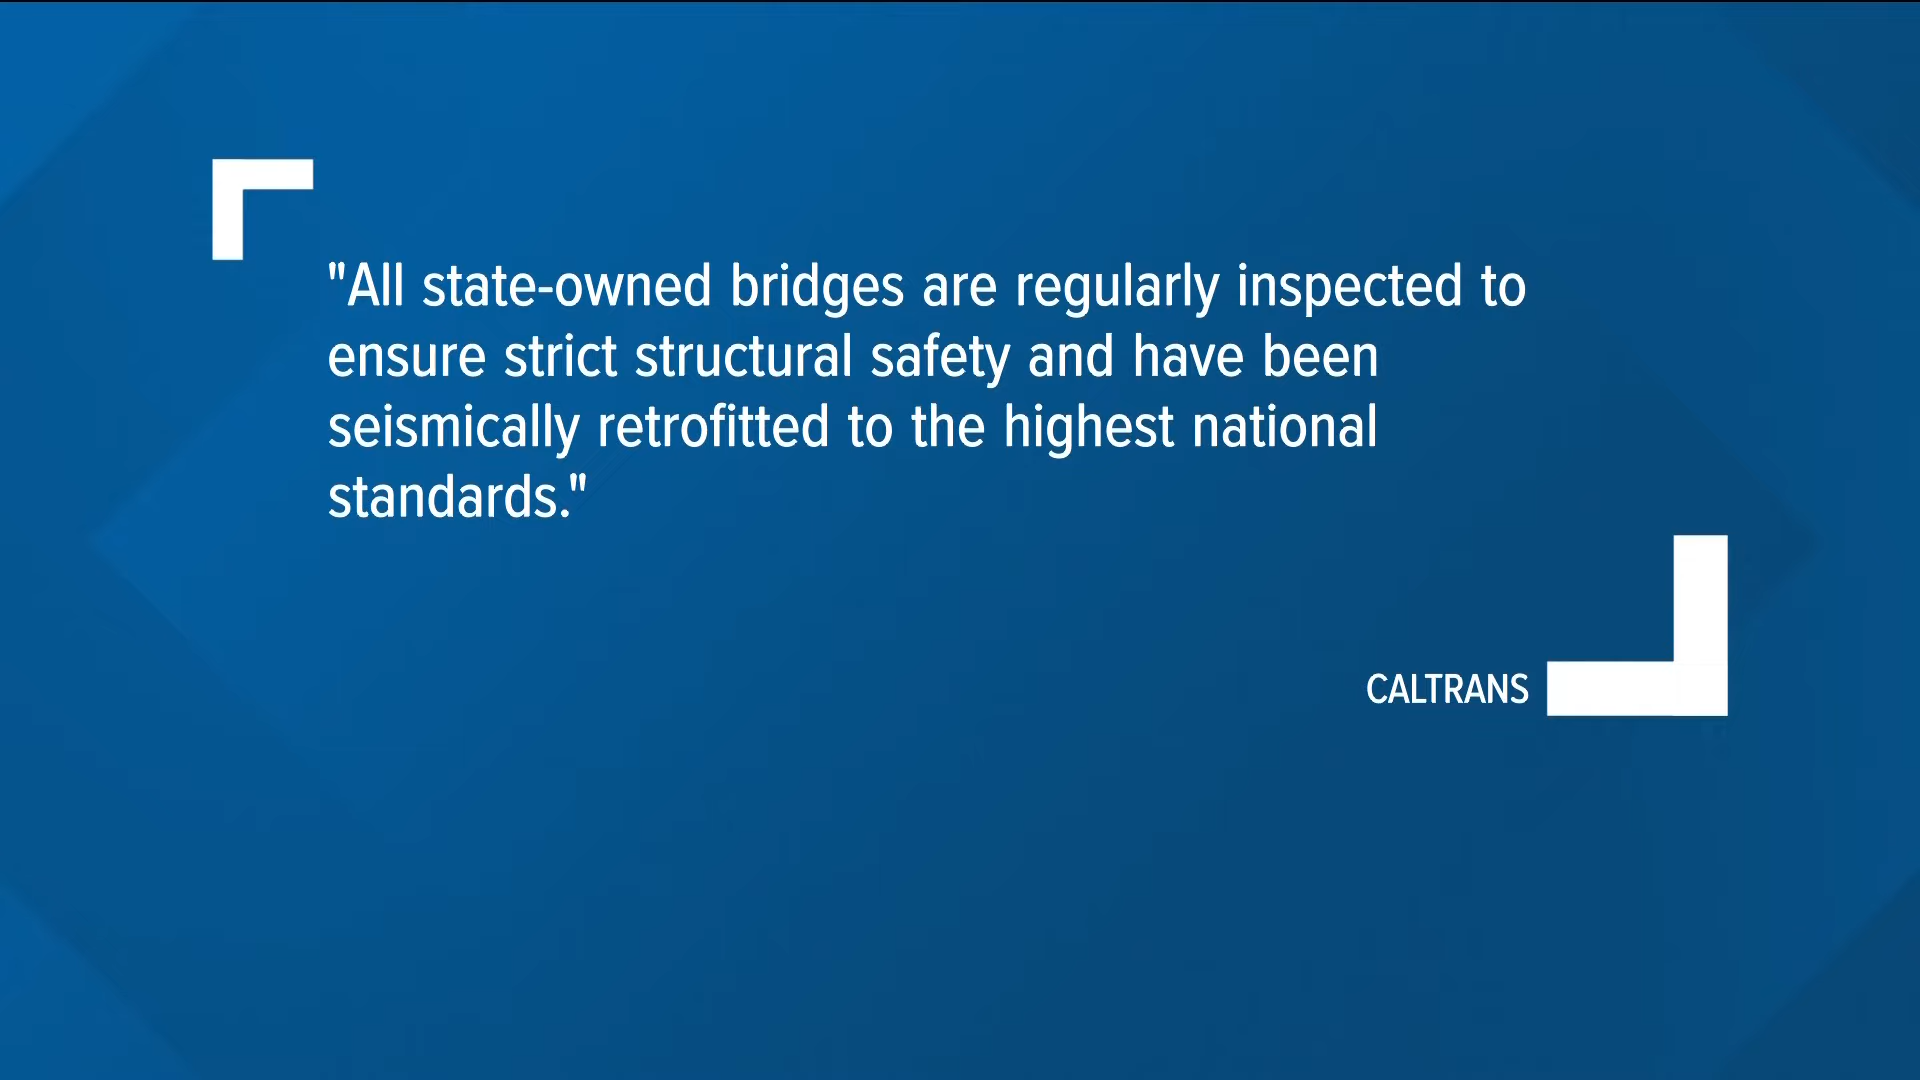 "All state-owned bridges are regularly inspected to
ensure strict structural safety and have been
seismically retrofitted to the highest national
standards."
CALTRANS